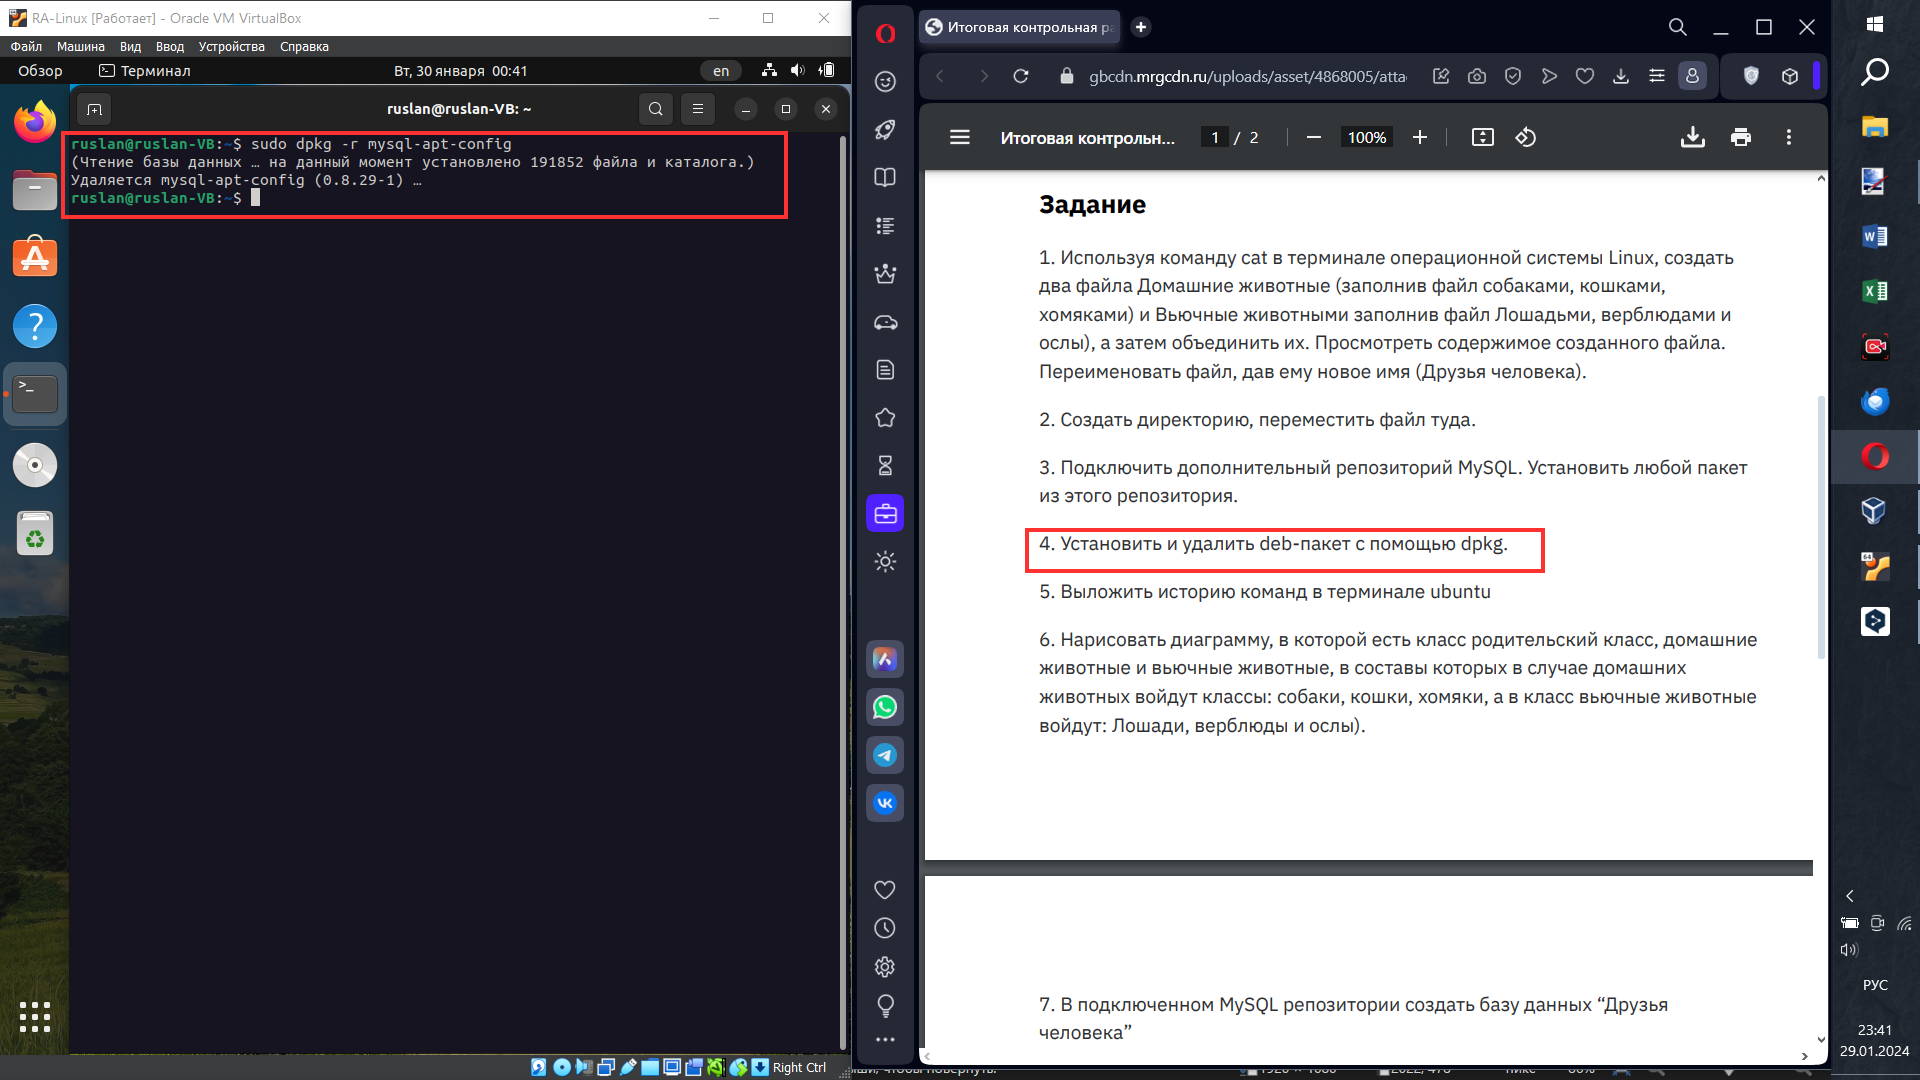 RA-Linux [Работает] - Oracle VM VirtualBox
Файл Машина Вид Ввод Устройства Справка
Обзор Терминал Вт, 30 января 00:41 en
ruslan@ruslan-VB: ~
ruslan@ruslan-VB:~$ sudo dpkg -r mysql-apt-config
(Чтение базы данных … на данный момент установлено 191852 файла и каталога.)
Удаляется mysql-apt-config (0.8.29-1) …
ruslan@ruslan-VB:~$
Right Ctrl
Итоговая контрольная ра
gbcdn.mrgcdn.ru/uploads/asset/4868005/atta
Итоговая контрольн... 1 / 2 100%
Задание
1. Используя команду cat в терминале операционной системы Linux, создать
два файла Домашние животные (заполнив файл собаками, кошками,
хомяками) и Вьючные животными заполнив файл Лошадьми, верблюдами и
ослы), а затем объединить их. Просмотреть содержимое созданного файла.
Переименовать файл, дав ему новое имя (Друзья человека).
2. Создать директорию, переместить файл туда.
3. Подключить дополнительный репозиторий MySQL. Установить любой пакет
из этого репозитория.
4. Установить и удалить deb-пакет с помощью dpkg.
5. Выложить историю команд в терминале ubuntu
6. Нарисовать диаграмму, в которой есть класс родительский класс, домашние
животные и вьючные животные, в составы которых в случае домашних
животных войдут классы: собаки, кошки, хомяки, а в класс вьючные животные
войдут: Лошади, верблюды и ослы).
7. В подключенном MySQL репозитории создать базу данных “Друзья
человека”
РУС
23:41
29.01.2024